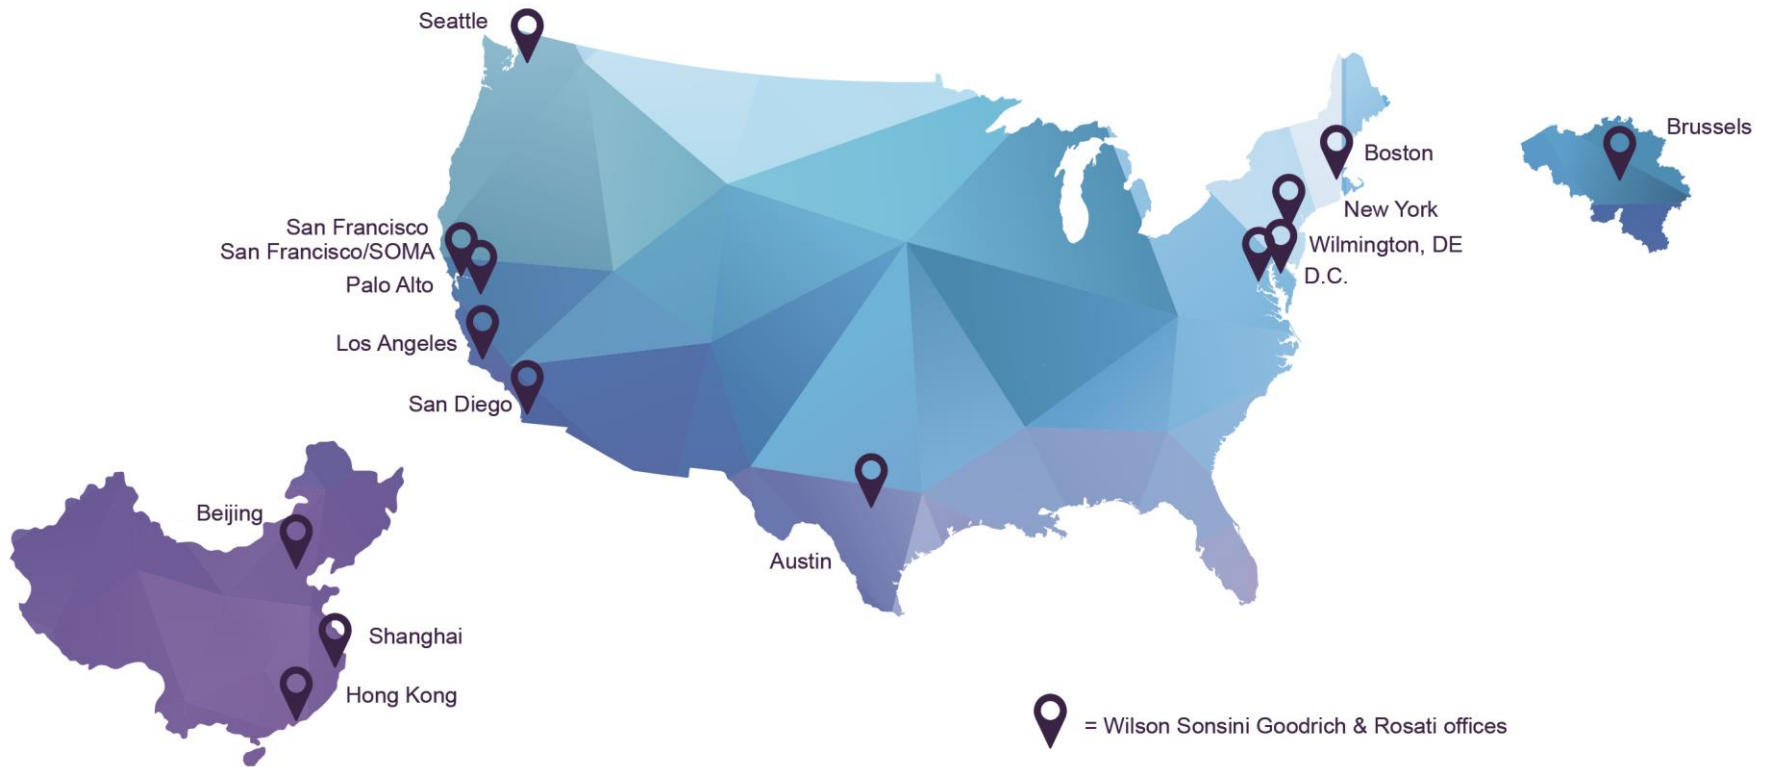 Seattle
Brussels
Boston
New York
San Francisco
San Francisco/SOMA
Wilmington, DE
D.C.
Palo Alto
Los Angeles
San Diego
Beijing
Austin
Shanghai
Hong Kong
= Wilson Sonsini Goodrich & Rosati offices